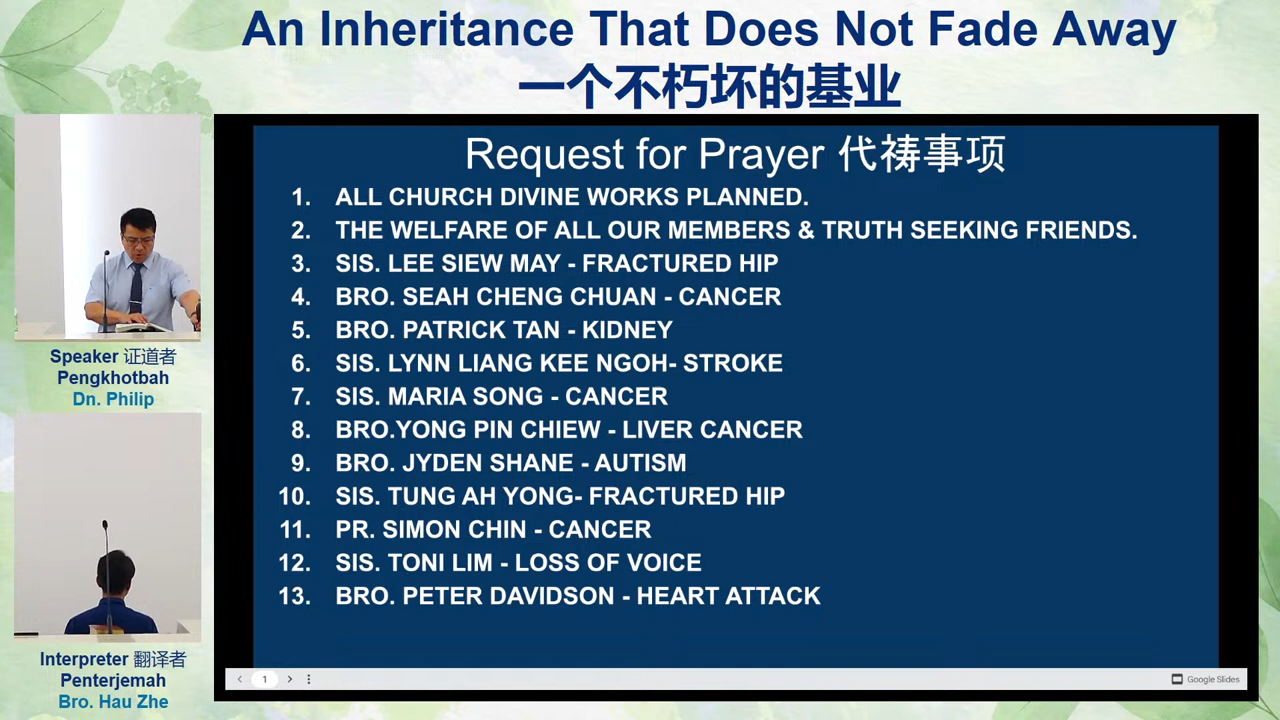 An Inheritance That Does Not Fade Away
一个不朽坏的基业
Speaker 证道者
Pengkhotbah
Dn. Philip
Interpreter 翻译者
Penterjemah
Bro. Hau Zhe
Request for Prayer 代祷事项
1. ALL CHURCH DIVINE WORKS PLANNED.
2. THE WELFARE OF ALL OUR MEMBERS & TRUTH SEEKING FRIENDS.
3. SIS. LEE SIEW MAY - FRACTURED HIP
4. BRO. SEAH CHENG CHUAN - CANCER
5. BRO. PATRICK TAN - KIDNEY
6. SIS. LYNN LIANG KEE NGOH- STROKE
7. SIS. MARIA SONG - CANCER
8. BRO.YONG PIN CHIEW - LIVER CANCER
9. BRO. JYDEN SHANE - AUTISM
10. SIS. TUNG AH YONG- FRACTURED HIP
11. PR. SIMON CHIN - CANCER
12. SIS. TONI LIM - LOSS OF VOICE
13. BRO. PETER DAVIDSON - HEART ATTACK
1
Google Slides